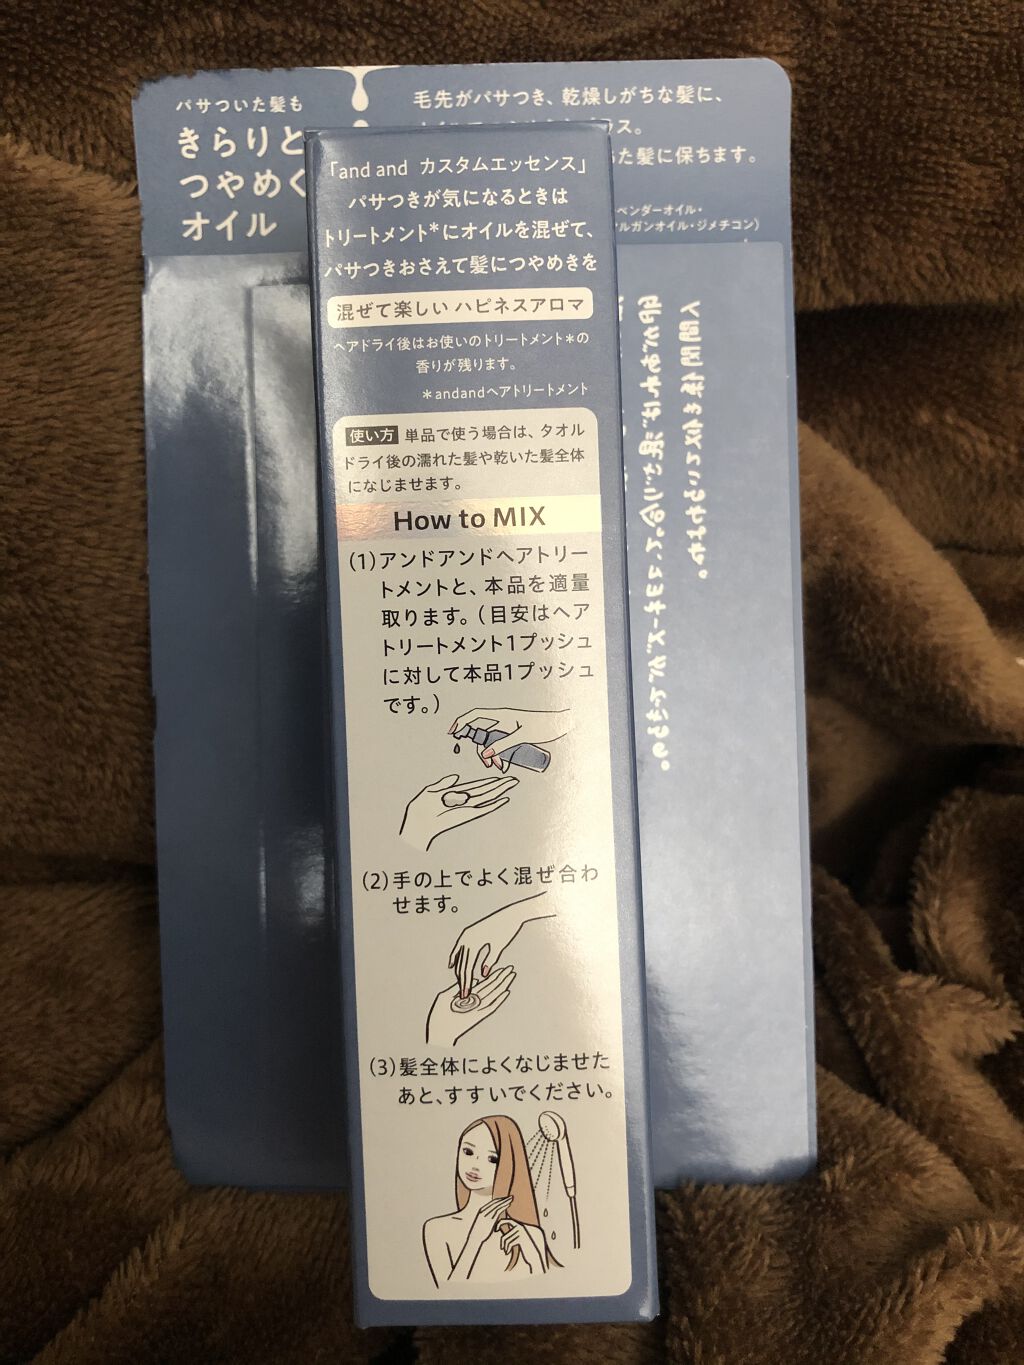 パサついた髪も
きらりと
つやめく
オイル
毛先がパサつき、乾燥しがちな髪に、
ス。
た髪に保ちます。
ベンダーオイル・
ルガンオイル・ジメチコン)
「and and カスタムエッセンス」
パサつきが気になるときは
トリートメント*にオイルを混ぜて、
パサつきおさえて髪につやめきを
混ぜて楽しい ハピネスアロマ
ヘアドライ後はお使いのトリートメント*の
香りが残ります。
*andandヘアトリートメント
使い方 単品で使う場合は、タオル
ドライ後の濡れた髪や乾いた髪全体
になじませます。
How to MIX
(1)アンドアンドヘアトリー
トメントと、本品を適量
取ります。(目安はヘア
トリートメント1プッシュ
に対して本品1プッシュ
です。)
(2)手の上でよく混ぜ合わ
せます。
(3)髪全体によくなじませた
あと、すすいでください。